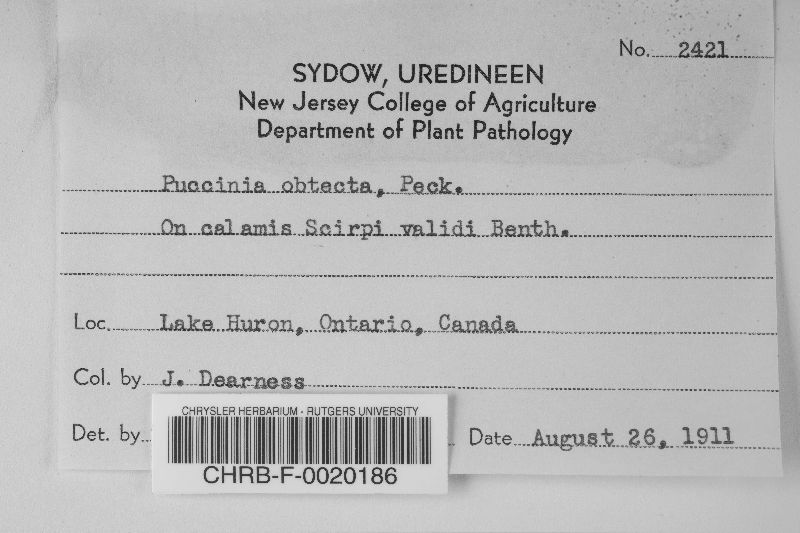 No. 2421
SYDOW, UREDINEEN
New Jersey College of Agriculture
Department of Plant Pathology
Puccinia obtecta, Peck.
On calamis Scirpi validi Benth.
Loc. Lake Huron, Ontario, Canada
Col. by J. Dearness
Det. by Date August 26, 1911
CHRYSLER HERBARIUM - RUTGERS UNIVERSITY
CHRB-F-0020186